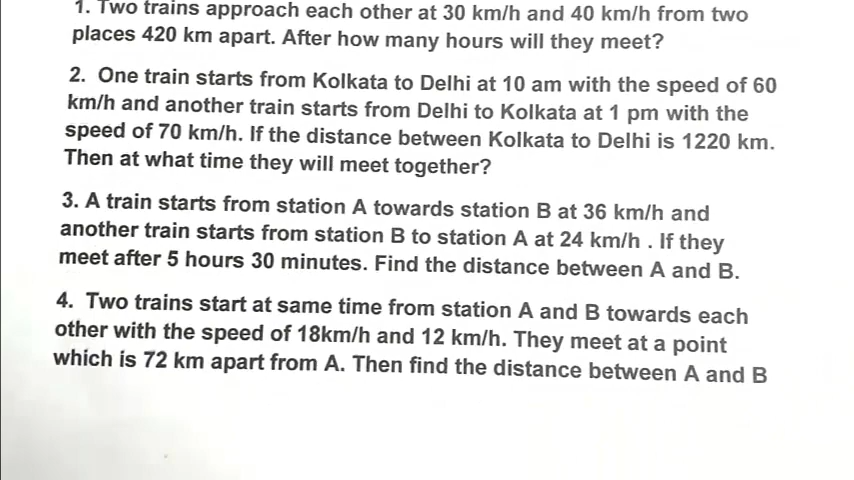 1. Two trains approach each other at 30 km/h and 40 km/h from two
places 420 km apart. After how many hours will they meet?
2. One train starts from Kolkata to Delhi at 10 am with the speed of 60
km/h and another train starts from Delhi to Kolkata at 1 pm with the
speed of 70 km/h. If the distance between Kolkata to Delhi is 1220 km.
Then at what time they will meet together?
3. A train starts from station A towards station B at 36 km/h and
another train starts from station B to station A at 24 km/h . If they
meet after 5 hours 30 minutes. Find the distance between A and B.
4. Two trains start at same time from station A and B towards each
other with the speed of 18km/h and 12 km/h. They meet at a point
which is 72 km apart from A. Then find the distance between A and B